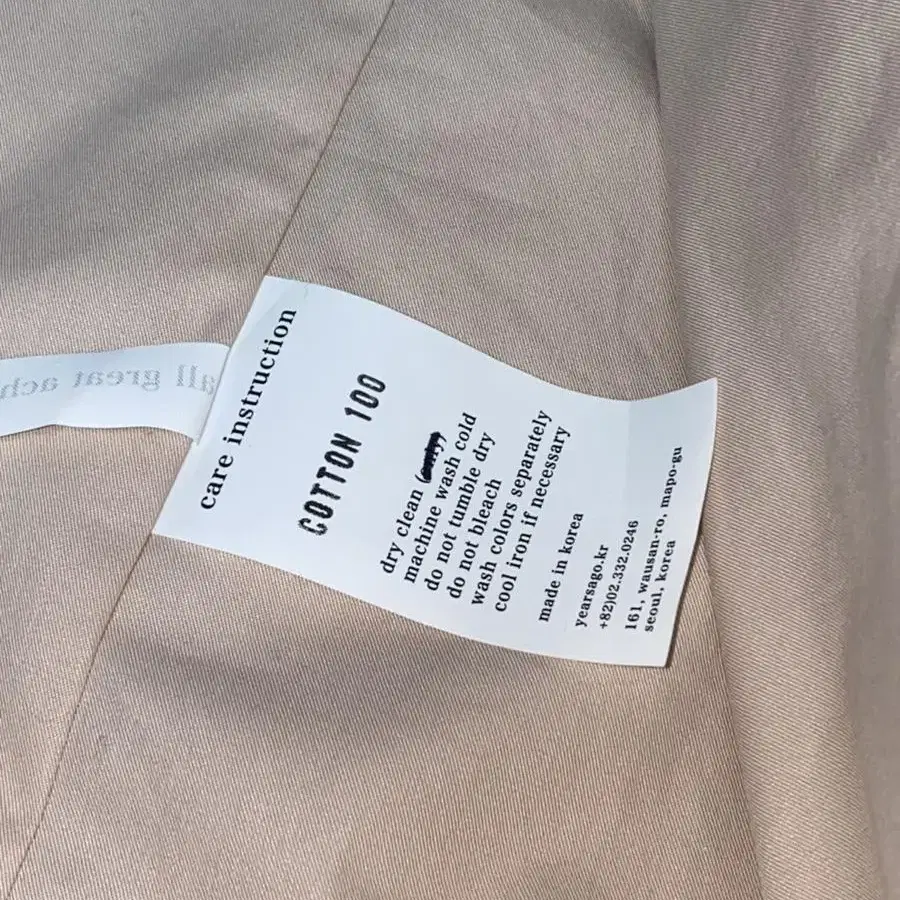 care instruction
COTTON 100
dry clean (only)
machine wash cold
do not tumble dry
do not bleach
wash colors separately
cool iron if necessary
made in korea
yearsago.kr
+82)02.332.0246
161, wausan-ro, mapo-gu
seoul, korea
all great ach